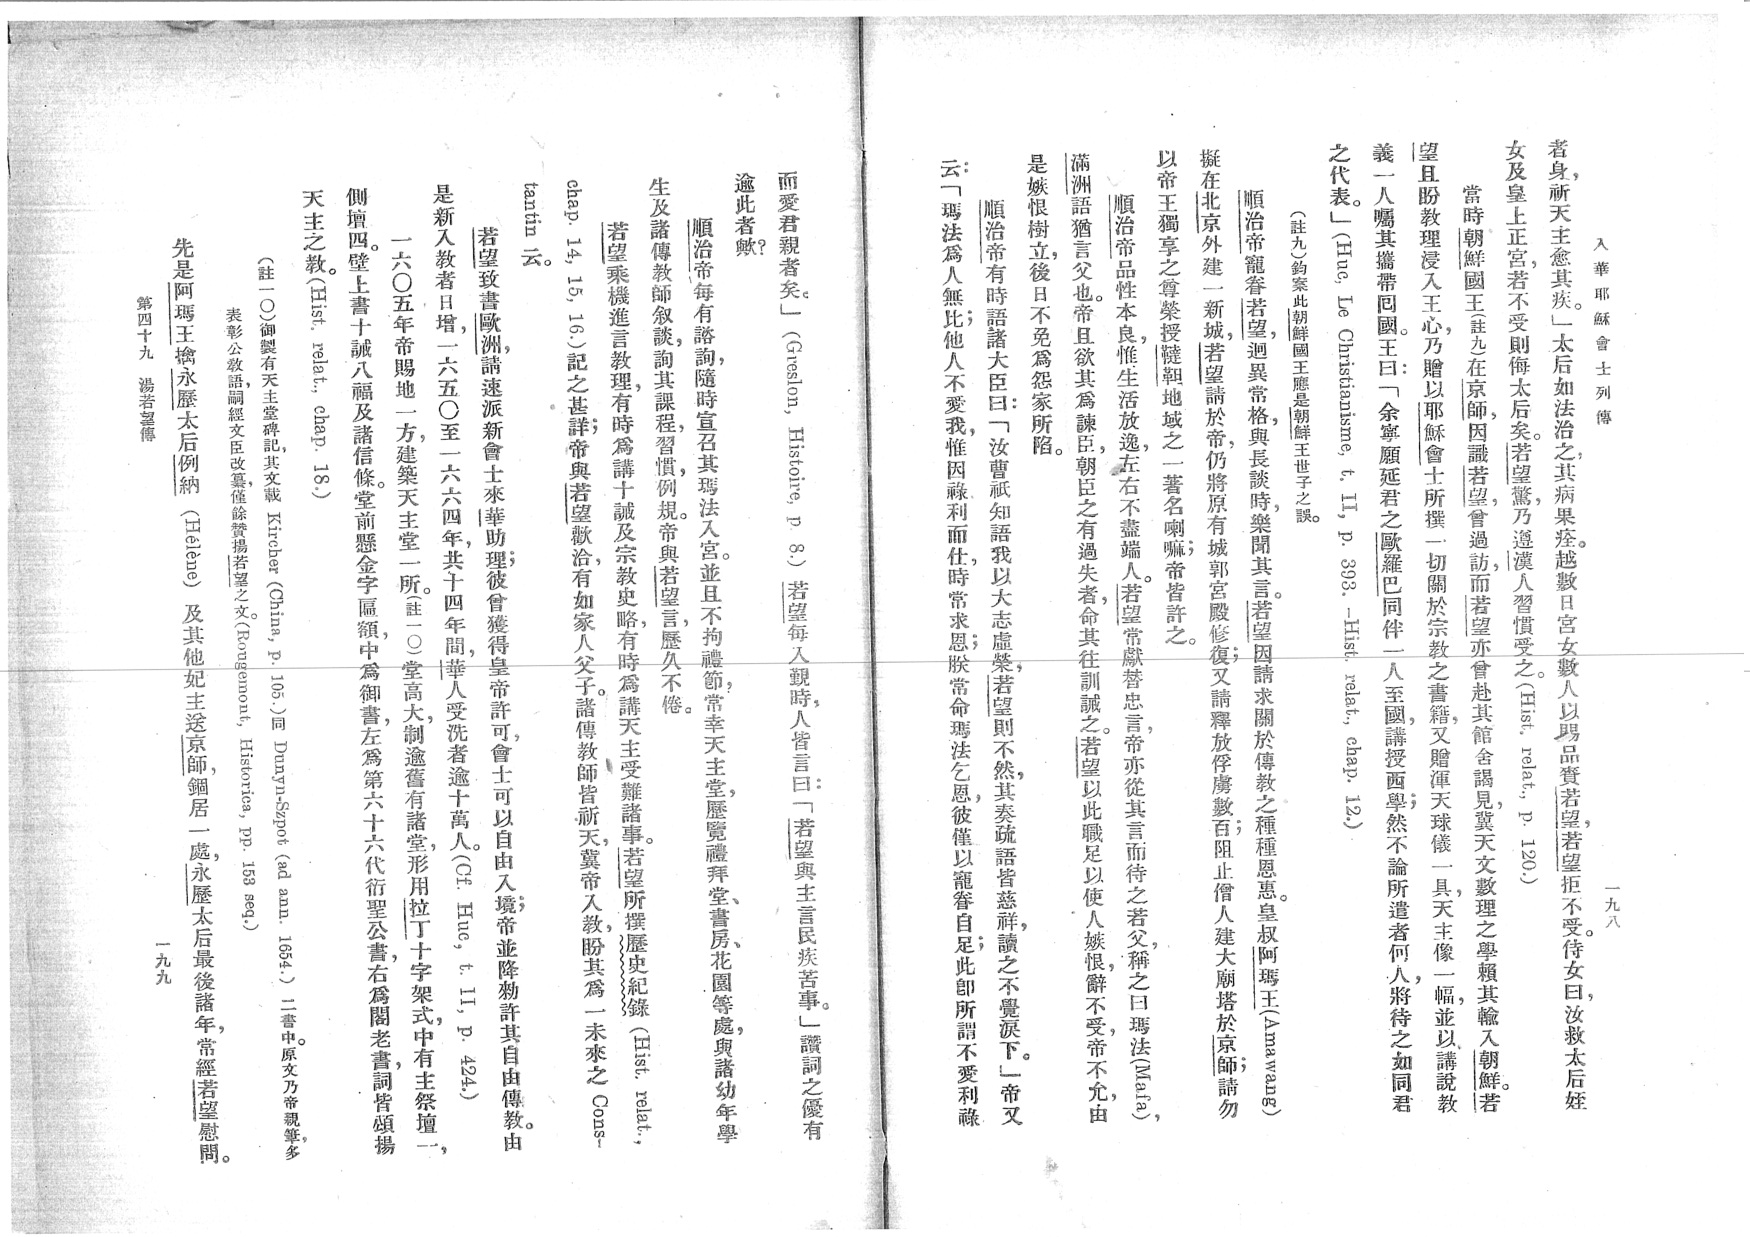 入華耶穌會士列傳
一九八
者身，祈天主愈其疾。」太后如法治之，其病果痊。越數日宮女數人以賜品賚若望，若望拒不受。侍女曰，汝救太后姪
女及皇上正宮，若不受則侮太后矣。若望驚，乃遵漢人習慣受之。(Hist. relat., p. 120.)
當時朝鮮國王(註九)在京師，因識若望，曾過訪，而若望亦曾赴其館舍謁見，冀天文數理之學賴其輸入朝鮮。若
望且盼教理浸入王心，乃贈以耶穌會士所撰一切關於宗教之書籍，又贈渾天球儀一具，天主像一幅，並以講說教
義一人囑其攜帶囘國。王曰：「余寧願延君之歐羅巴同伴一人至國，講授西學；然不論所遣者何人，將待之如同君
之代表。」(Huc, Le Christianisme, t. II, p. 393. —Hist. relat., chap. 12.)
(註九)鈞案此朝鮮國王應是朝鮮王世子之誤。
順治帝寵眷若望，迥異常格，與長談時，樂聞其言。若望因請求關於傳教之種種恩惠。皇叔阿瑪王(Amawang)
擬在北京外建一新城，若望請於帝，仍將原有城郭宮殿修復；又請釋放俘虜數百；阻止僧人建大廟塔於京師；請勿
以帝王獨享之尊榮授韃靼地域之一著名喇嘛；帝皆許之。
順治帝品性本良，惟生活放逸，左右不盡端人。若望常獻替忠言，帝亦從其言而待之若父，稱之曰瑪法(Mafa)，
滿洲語猶言父也。帝且欲其爲諫臣，朝臣之有過失者，命其往訓誡之。若望以此職足以使人嫉恨，辭不受，帝不允，由
是嫉恨樹立，後日不免爲怨家所陷。
順治帝有時語諸大臣曰：「汝曹祇知語我以大志虛榮，若望則不然，其奏疏語皆慈祥，讀之不覺淚下。」帝又
云：「瑪法爲人無比；他人不愛我，惟因祿利而仕，時常求恩；朕常命瑪法乞恩，彼僅以寵眷自足；此卽所謂不愛利祿
而愛君親者矣。」(Greslon, Histoire, p. 8.) 若望每入覲時，人皆言曰：「若望與主言民疾苦事。」讚詞之優有
逾此者歟？
順治帝每有諮詢，隨時宣召其瑪法入宮。並且不拘禮節，常幸天主堂，歷覽禮拜堂、書房、花園等處，與諸幼年學
生及諸傳教師叙談，詢其課程，習慣，例規。帝與若望言，歷久不倦。
若望乘機進言教理，有時爲講十誡及宗教史略，有時爲講天主受難諸事。若望所撰歷史紀錄(Hist. relat.,
chap. 14, 15, 16.)記之甚詳；帝與若望歡洽，有如家人父子。諸傳教師皆祈天冀帝入教，盼其爲一未來之 Cons-
tantin 云。
若望致書歐洲，請速派新會士來華助理；彼曾獲得皇帝許可，會士可以自由入境；帝並降勑許其自由傳教。由
是新入教者日增，一六五〇至一六六四年，共十四年間，華人受洗者逾十萬人。(Cf. Huc, t. II, p. 424.)
一六〇五年帝賜地一方，建築天主堂一所。(註一〇)堂高大，制逾舊有諸堂，形用拉丁十字架式，中有主祭壇一，
側壇四。壁上書十誡八福及諸信條。堂前懸金字匾額，中爲御書，左爲第六十六代衍聖公書，右爲閣老書，詞皆頌揚
天主之教。(Hist. relat., chap. 18.)
(註一〇)御製有天主堂碑記，其文載 Kircher (China, p. 105.)同 Dunyn-Szpot (ad ann. 1654.) 二書中。原文乃帝親筆，多
表彰公教語，嗣經文臣改纂，僅餘贊揚若望之文。(Rougemont, Historica, pp. 153 seq.)
先是阿瑪王擒永歷太后例納 (Hélène) 及其他妃主送京師，錮居一處，永歷太后最後諸年，常經若望慰問。
第四十九　湯若望傳
一九九